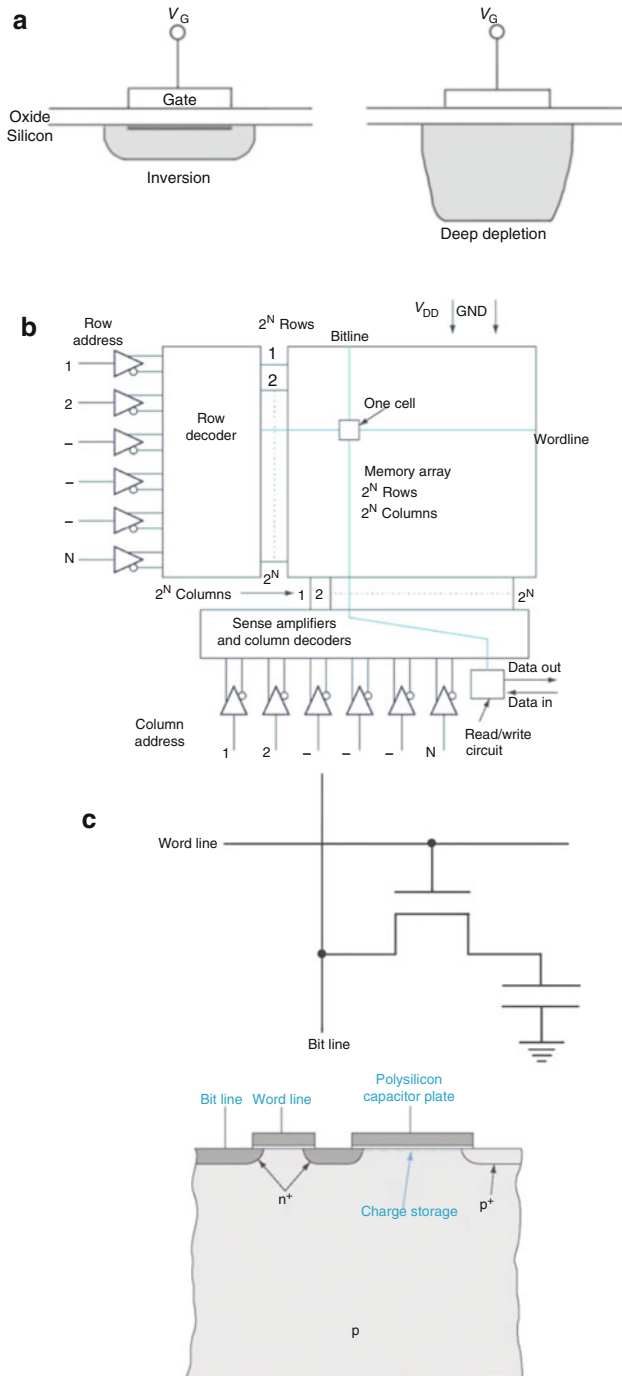 a
V_G V_G
Gate
Oxide
Silicon
Inversion
Deep depletion
b
Row
address
2^N Rows
V_DD GND
Bitline
1
1
2
2
One cell
Row
decoder
–
Wordline
Memory array
2^N Rows
2^N Columns
–
–
N
2^N
2^N Columns
1 2 2^N
Sense amplifiers
and column decoders
Data out
Data in
Column
address
Read/write
circuit
1 2 – – – N
c
Word line
Bit line
Polysilicon
capacitor plate
Bit line Word line
n+
Charge storage
p+
p